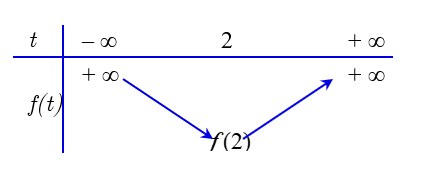 t − ∞ 2 + ∞
+ ∞ + ∞
f(t)
f(2)